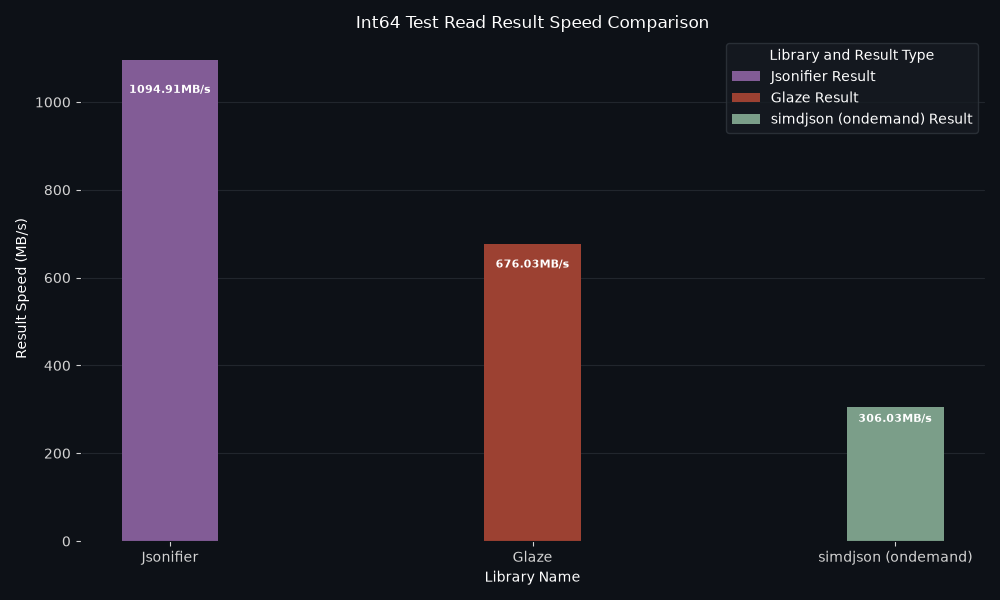 Int64 Test Read Result Speed Comparison
Library and Result Type
Jsonifier Result
Glaze Result
simdjson (ondemand) Result
Result Speed (MB/s)
1000
800
600
400
200
0
1094.91MB/s
676.03MB/s
306.03MB/s
Jsonifier
Glaze
simdjson (ondemand)
Library Name